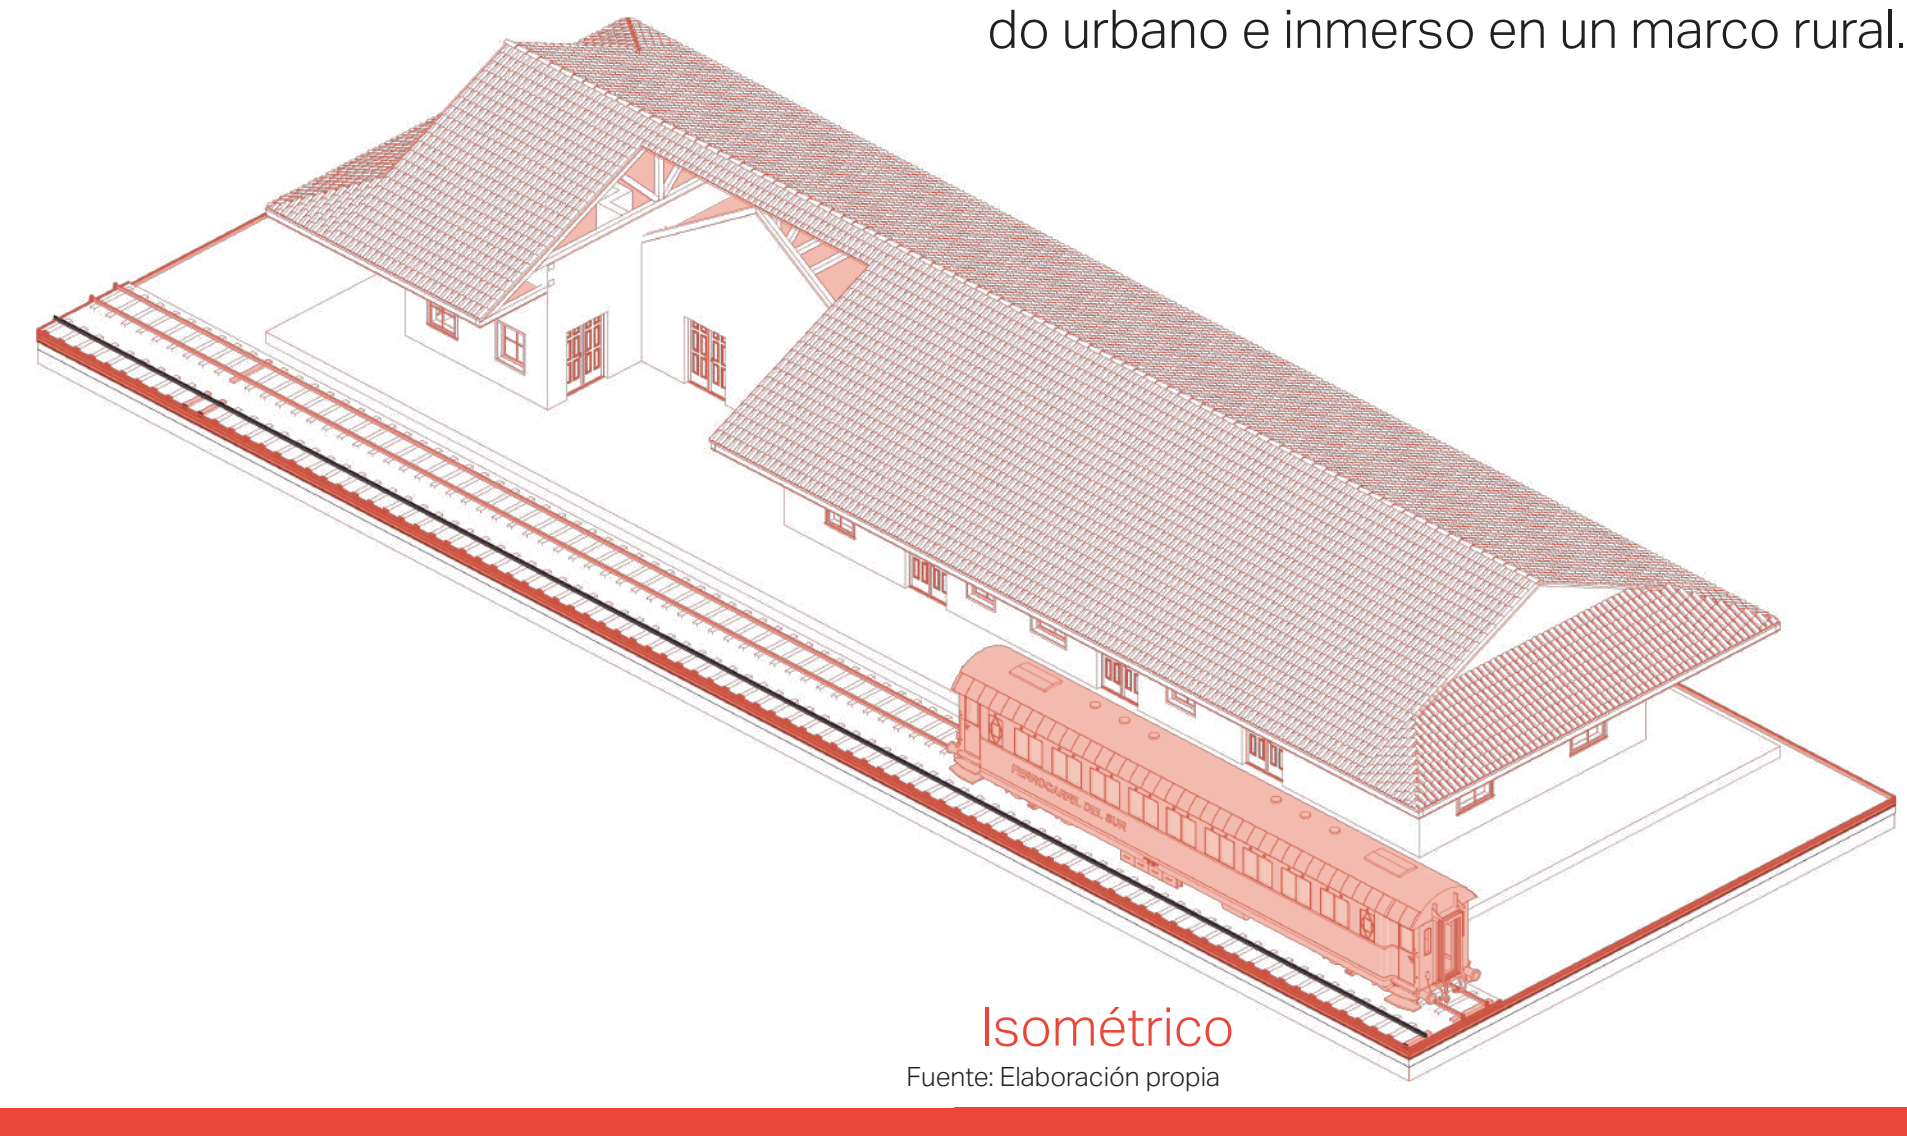 do urbano e inmerso en un marco rural.
FERROCARRIL DEL SUR
Isométrico
Fuente: Elaboración propia